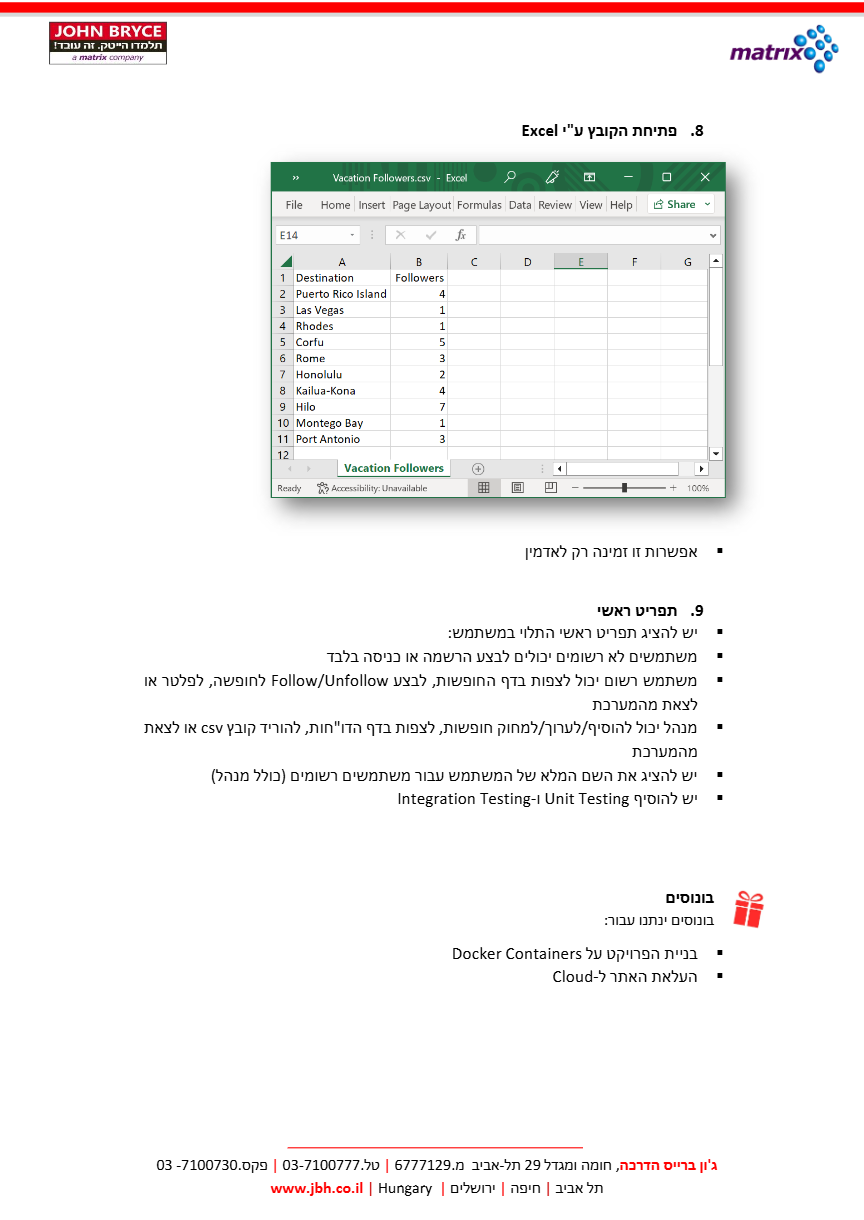 JOHN BRYCE
תלמדו הייטק. זה עובד!
a matrix company
matrix
8. פתיחת הקובץ ע"י Excel
›› Vacation Followers.csv - Excel
File Home Insert Page Layout Formulas Data Review View Help Share
E14 fx
A B C D E F G
1 Destination Followers
2 Puerto Rico Island 4
3 Las Vegas 1
4 Rhodes 1
5 Corfu 5
6 Rome 3
7 Honolulu 2
8 Kailua-Kona 4
9 Hilo 7
10 Montego Bay 1
11 Port Antonio 3
12
Vacation Followers
Ready Accessibility: Unavailable 100%
▪ אפשרות זו זמינה רק לאדמין
9. תפריט ראשי
▪ יש להציג תפריט ראשי התלוי במשתמש:
▪ משתמשים לא רשומים יכולים לבצע הרשמה או כניסה בלבד
▪ משתמש רשום יכול לצפות בדף החופשות, לבצע Follow/Unfollow לחופשה, לפלטר או
לצאת מהמערכת
▪ מנהל יכול להוסיף/לערוך/למחוק חופשות, לצפות בדף הדו"חות, להוריד קובץ csv או לצאת
מהמערכת
▪ יש להציג את השם המלא של המשתמש עבור משתמשים רשומים (כולל מנהל)
▪ יש להוסיף Unit Testing ו-Integration Testing
בונוסים
בונוסים ינתנו עבור:
▪ בניית הפרויקט על Docker Containers
▪ העלאת האתר ל-Cloud
ג'ון ברייס הדרכה, חומה ומגדל 29 תל-אביב מ.6777129 | טל.03-7100777 | פקס.7100730- 03
תל אביב | חיפה | ירושלים | Hungary | www.jbh.co.il